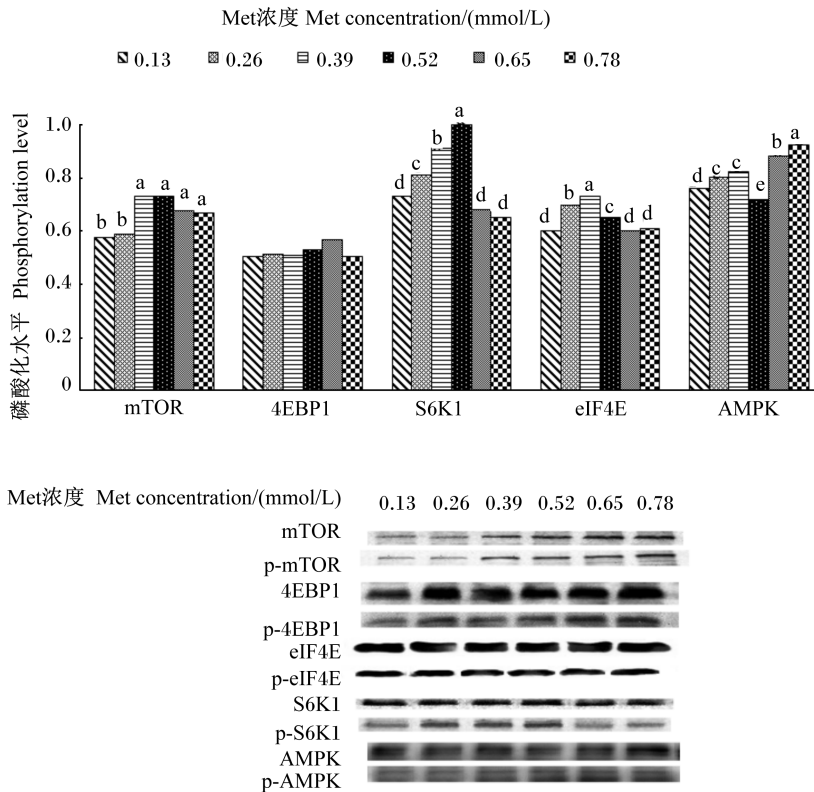 Met浓度 Met concentration/(mmol/L)
0.13 0.26 0.39 0.52 0.65 0.78
磷酸化水平 Phosphorylation level
1.0
0.8
0.6
0.4
0.2
0
b b a a a a
d c b a d d
d b a c d d
d c c e b a
mTOR 4EBP1 S6K1 eIF4E AMPK
Met浓度 Met concentration/(mmol/L) 0.13 0.26 0.39 0.52 0.65 0.78
mTOR
p-mTOR
4EBP1
p-4EBP1
eIF4E
p-eIF4E
S6K1
p-S6K1
AMPK
p-AMPK